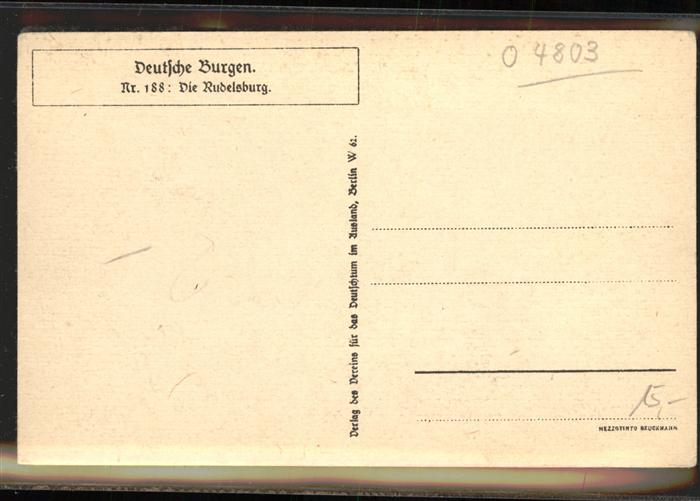 Deutsche Burgen.
Nr. 188: Die Rudelsburg.
O 4803
Verlag des Vereins für das Deutschtum im Ausland, Berlin W 62.
15,-
MEZZOTINTO BRUCKMANN